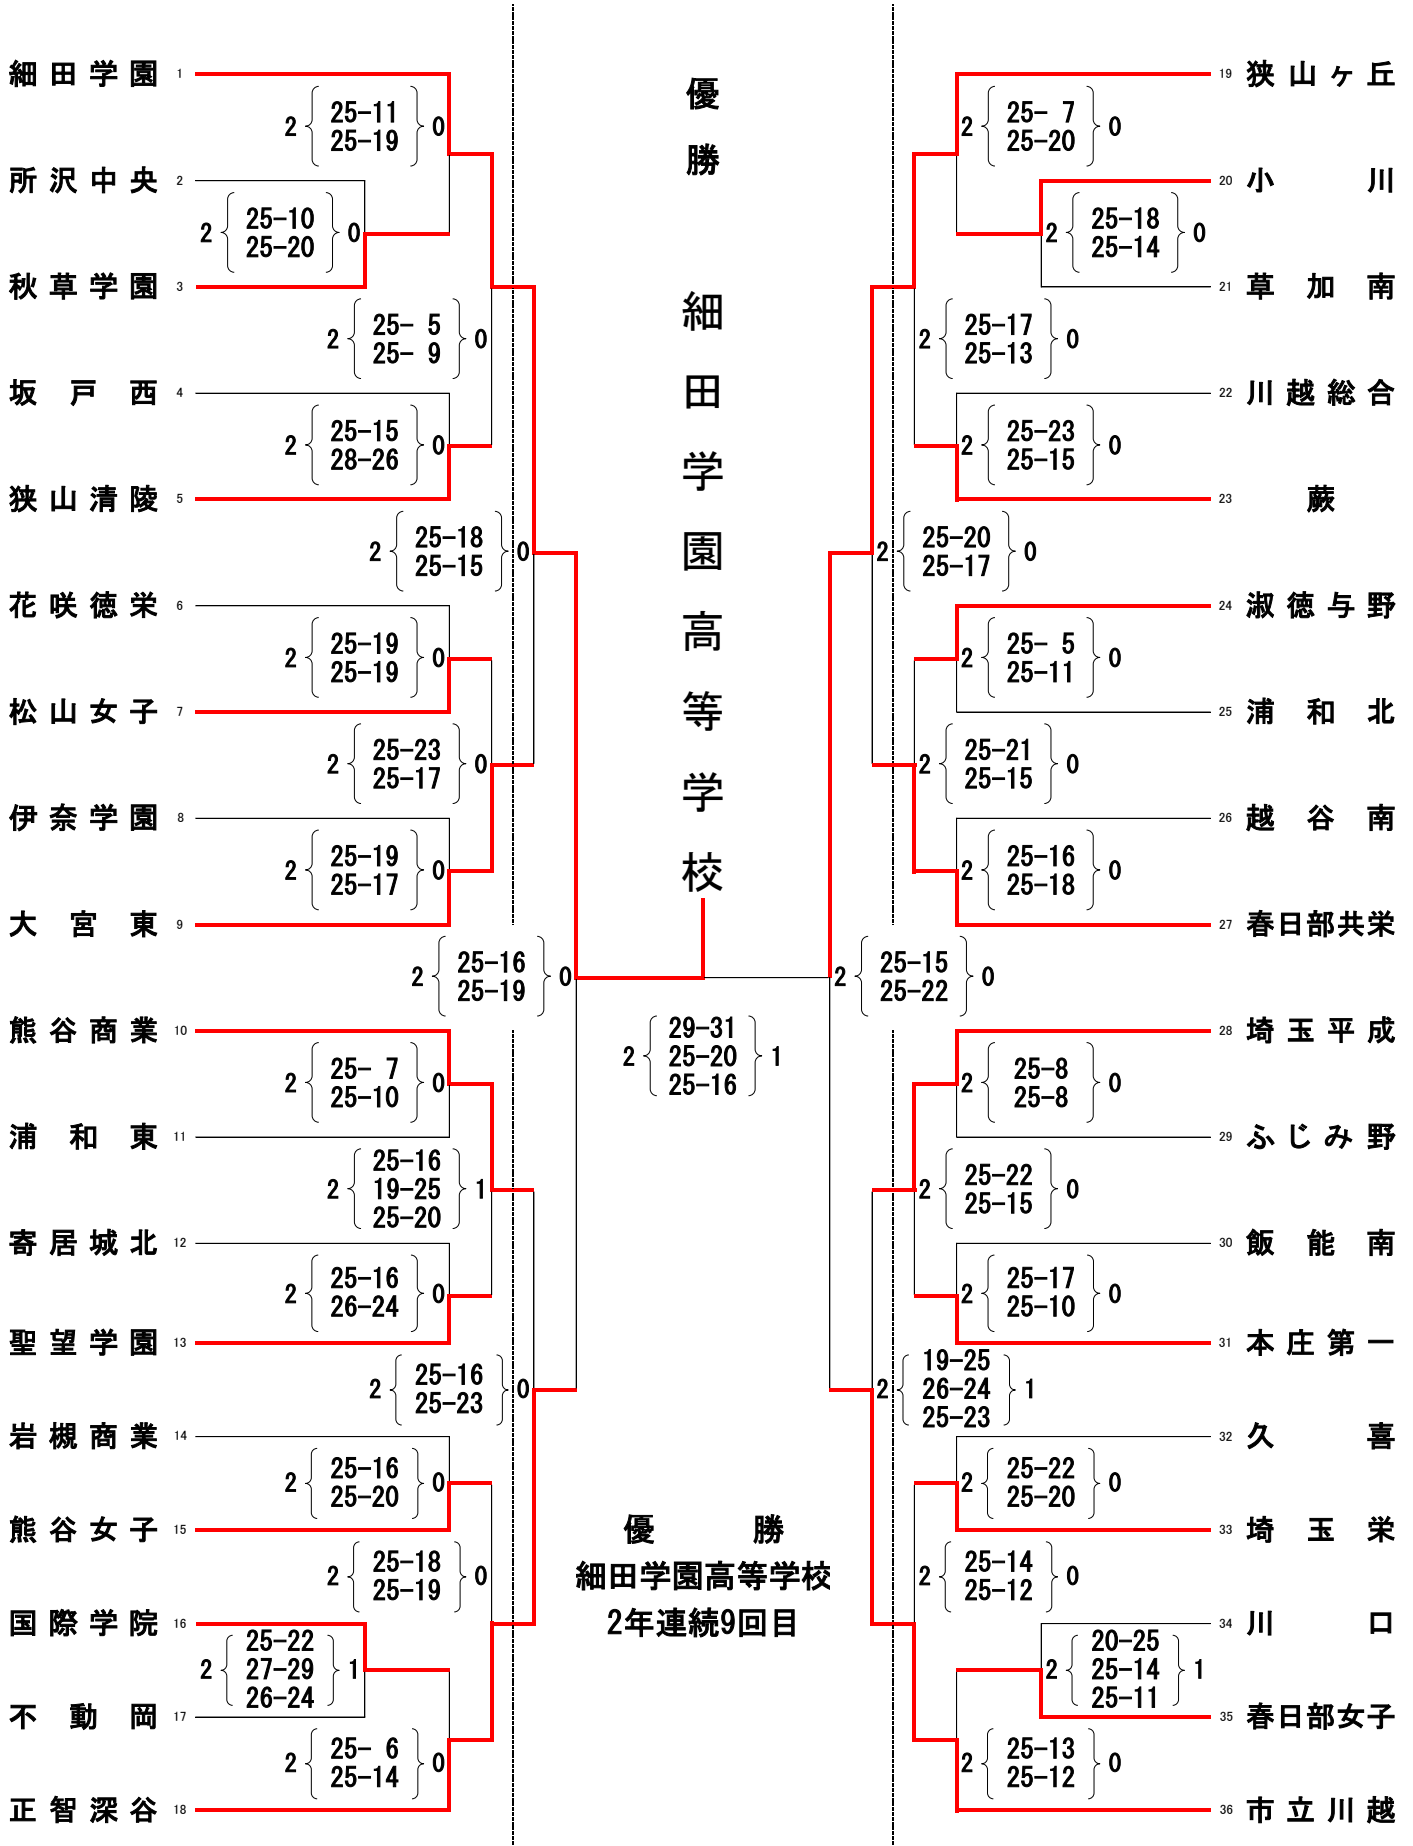 優勝
細田学園高等学校
細田学園 1
25-11
25-19
2 0
所沢中央 2
25-10
25-20
2 0
秋草学園 3
25- 5
25- 9
2 0
坂戸西 4
25-15
28-26
2 0
狭山清陵 5
25-18
25-15
2 0
花咲徳栄 6
25-19
25-19
2 0
松山女子 7
25-23
25-17
2 0
伊奈学園 8
25-19
25-17
2 0
大宮東 9
25-16
25-19
2 0
熊谷商業 10
25- 7
25-10
2 0
浦和東 11
25-16
19-25
25-20
2 1
寄居城北 12
25-16
26-24
2 0
聖望学園 13
25-16
25-23
2 0
岩槻商業 14
25-16
25-20
2 0
熊谷女子 15
25-18
25-19
2 0
国際学院 16
25-22
27-29
26-24
2 1
不動岡 17
25- 6
25-14
2 0
正智深谷 18
29-31
25-20
25-16
2 1
19 狭山ヶ丘
25- 7
25-20
2 0
20 小川
25-18
25-14
2 0
21 草加南
25-17
25-13
2 0
22 川越総合
25-23
25-15
2 0
23 蕨
25-20
25-17
2 0
24 淑徳与野
25- 5
25-11
2 0
25 浦和北
25-21
25-15
2 0
26 越谷南
25-16
25-18
2 0
27 春日部共栄
25-15
25-22
2 0
28 埼玉平成
25-8
25-8
2 0
29 ふじみ野
25-22
25-15
2 0
30 飯能南
25-17
25-10
2 0
31 本庄第一
19-25
26-24
25-23
2 1
32 久喜
25-22
25-20
2 0
33 埼玉栄
25-14
25-12
2 0
34 川口
20-25
25-14
25-11
2 1
35 春日部女子
25-13
25-12
2 0
36 市立川越
優勝
細田学園高等学校
2年連続9回目